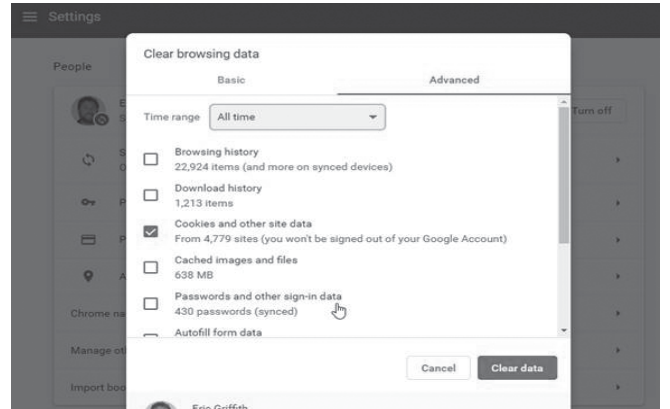 Settings
Clear browsing data
People
Basic
Advanced
E
Time range
All time
Turn off
S
Browsing history
S
22,924 items (and more on synced devices)
G
Download history
P
1,213 items
Cookies and other site data
P
From 4,779 sites (you won't be signed out of your Google Account)
Cached images and files
A
638 MB
Passwords and other sign-in data
Chrome na
430 passwords (synced)
Autofill form data
Manage ot
Cancel
Clear data
Import boo
Eric Griffith